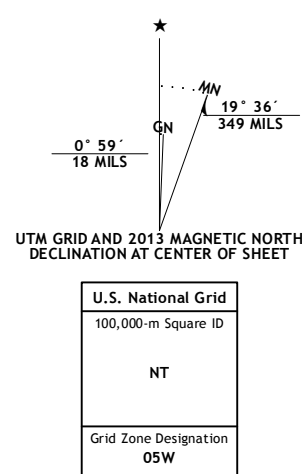 ★
MN
19° 36´
349 MILS
GN
0° 59´
18 MILS
UTM GRID AND 2013 MAGNETIC NORTH
DECLINATION AT CENTER OF SHEET
U.S. National Grid
100,000-m Square ID
NT
Grid Zone Designation
05W